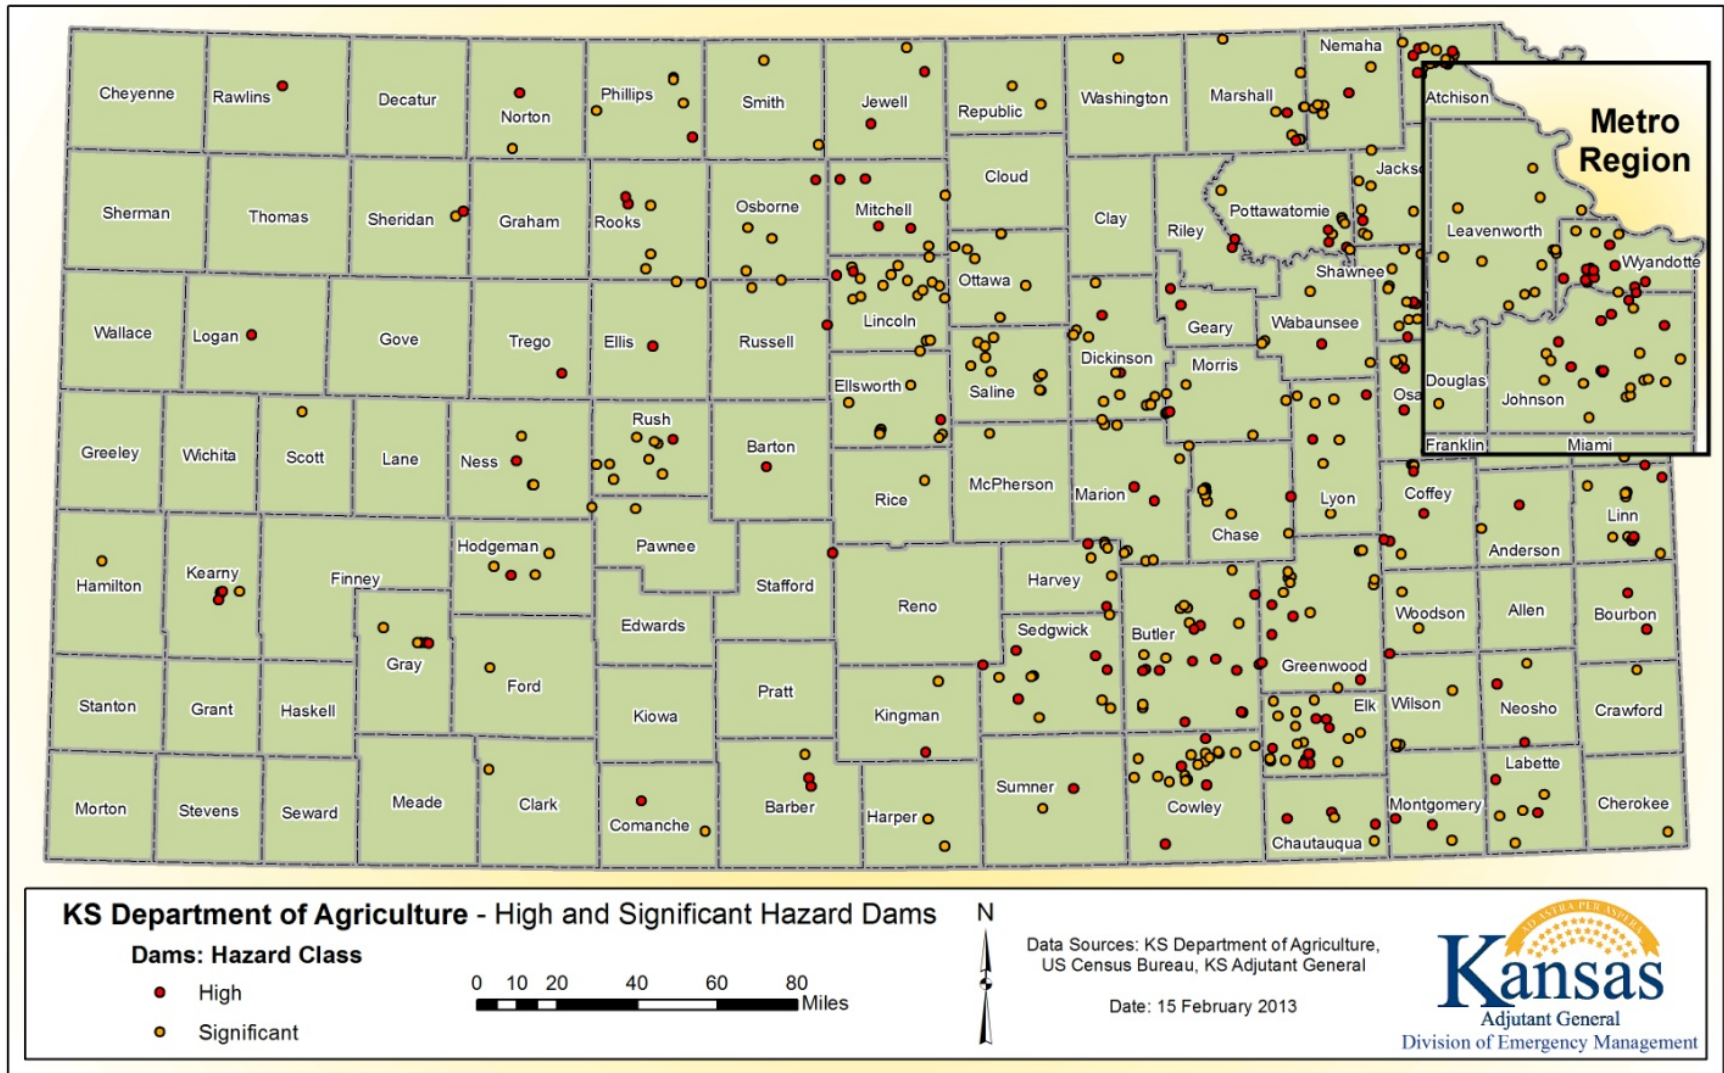 Nemaha
Cheyenne
Rawlins
Decatur
Norton
Phillips
Smith
Jewell
Republic
Washington
Marshall
Atchison
Metro
Region
Sherman
Thomas
Sheridan
Graham
Rooks
Osborne
Mitchell
Cloud
Clay
Riley
Pottawatomie
Jacks
Leavenworth
Wyandotte
Shawnee
Ottawa
Lincoln
Wallace
Logan
Gove
Trego
Ellis
Russell
Geary
Wabaunsee
Dickinson
Morris
Ellsworth
Saline
Osa
Douglas
Johnson
Franklin
Miami
Greeley
Wichita
Scott
Lane
Ness
Rush
Barton
Rice
McPherson
Marion
Chase
Lyon
Coffey
Anderson
Linn
Hamilton
Kearny
Finney
Hodgeman
Pawnee
Stafford
Reno
Harvey
Edwards
Gray
Ford
Sedgwick
Butler
Greenwood
Woodson
Allen
Bourbon
Stanton
Grant
Haskell
Kiowa
Pratt
Kingman
Elk
Wilson
Neosho
Crawford
Morton
Stevens
Seward
Meade
Clark
Comanche
Barber
Harper
Sumner
Cowley
Chautauqua
Montgomery
Labette
Cherokee
KS Department of Agriculture - High and Significant Hazard Dams
Dams: Hazard Class
High
Significant
0 10 20 40 60 80
Miles
N
Data Sources: KS Department of Agriculture,
US Census Bureau, KS Adjutant General
Date: 15 February 2013
AD ASTRA PER ASPERA
Kansas
Adjutant General
Division of Emergency Management